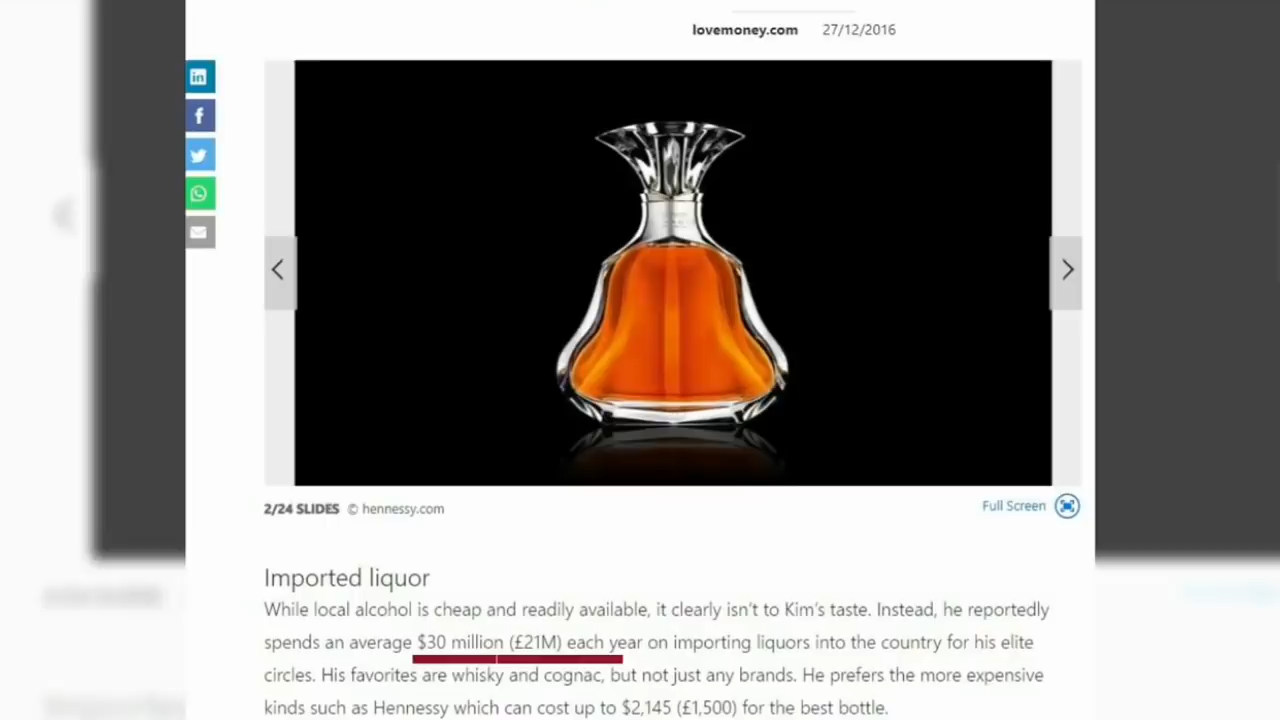 lovemoney.com 27/12/2016
in
f
2/24 SLIDES © hennessy.com
Full Screen
Imported liquor
While local alcohol is cheap and readily available, it clearly isn't to Kim's taste. Instead, he reportedly
spends an average $30 million (£21M) each year on importing liquors into the country for his elite
circles. His favorites are whisky and cognac, but not just any brands. He prefers the more expensive
kinds such as Hennessy which can cost up to $2,145 (£1,500) for the best bottle.